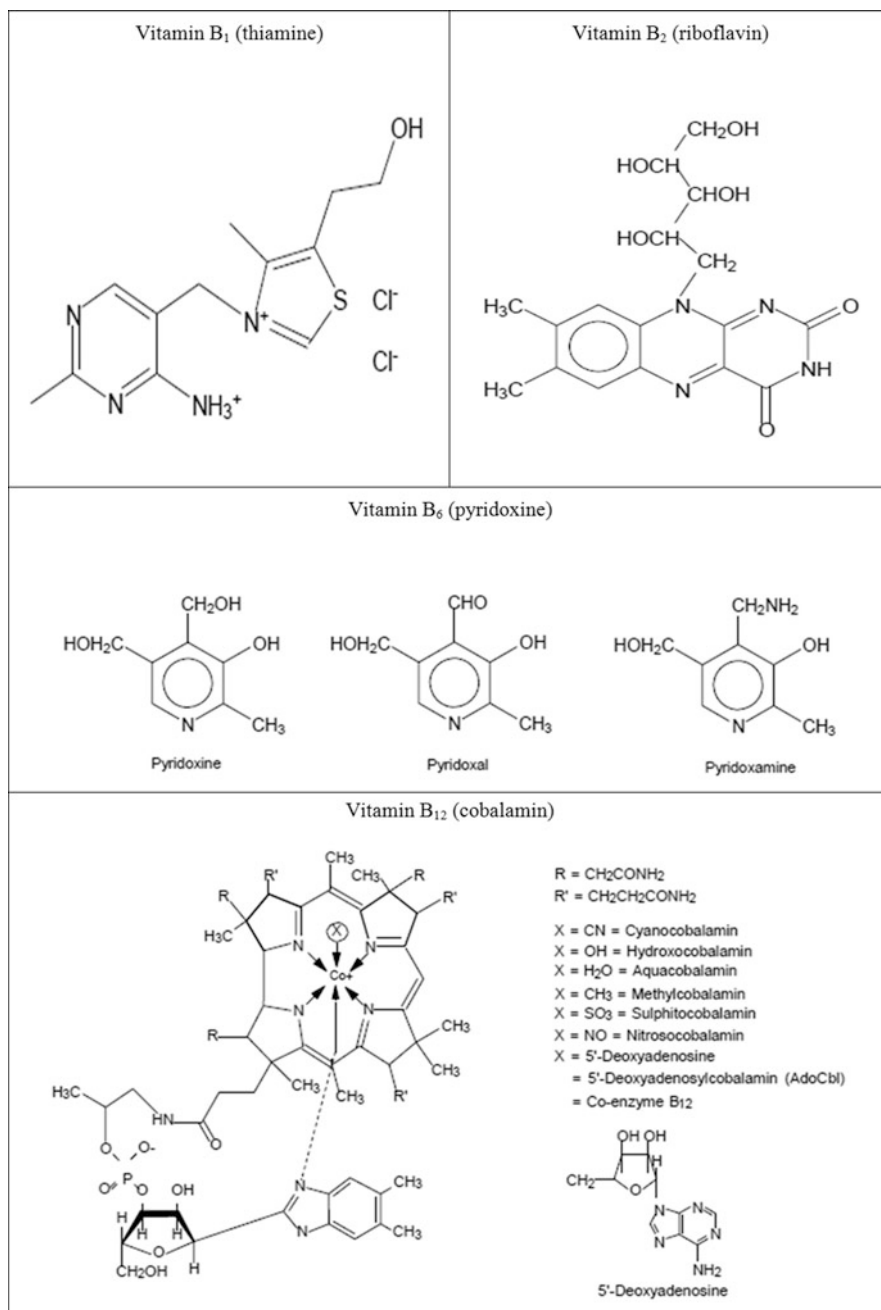 Vitamin B₁ (thiamine)
OH
S
N⁺
Cl⁻
Cl⁻
N
N
NH₃⁺
Vitamin B₂ (riboflavin)
CH₂OH
HOCH
CHOH
HOCH
CH₂
H₃C
N
N
O
H₃C
N
NH
O
Vitamin B₆ (pyridoxine)
CH₂OH
HOH₂C
OH
N
CH₃
Pyridoxine
CHO
HOH₂C
OH
N
CH₃
Pyridoxal
CH₂NH₂
HOH₂C
OH
N
CH₃
Pyridoxamine
Vitamin B₁₂ (cobalamin)
CH₃
R'
R
CH₃
R
R'
X
H₃C
N
N
Co+
N
N
R
CH₃
CH₃
CH₃
CH₃
R'
H₃C
HN
O
O
O-
O
P
O
OH
N
CH₃
CH₃
N
H
H
H
O
H
CH₂OH
R = CH₂CONH₂
R' = CH₂CH₂CONH₂
X = CN = Cyanocobalamin
X = OH = Hydroxocobalamin
X = H₂O = Aquacobalamin
X = CH₃ = Methylcobalamin
X = SO₃ = Sulphitocobalamin
X = NO = Nitrosocobalamin
X = 5'-Deoxyadenosine
= 5'-Deoxyadenosylcobalamin (AdoCbl)
= Co-enzyme B₁₂
OH OH
H
CH₂
O
N
N
N
N
NH₂
5'-Deoxyadenosine